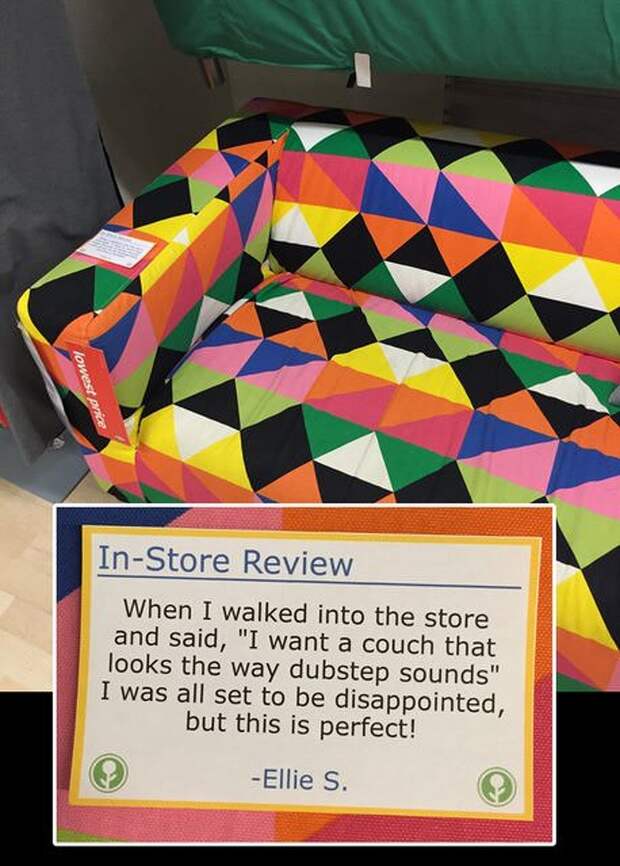 lowest price
In-Store Review
When I walked into the store
and said, "I want a couch that
looks the way dubstep sounds"
I was all set to be disappointed,
but this is perfect!
-Ellie S.